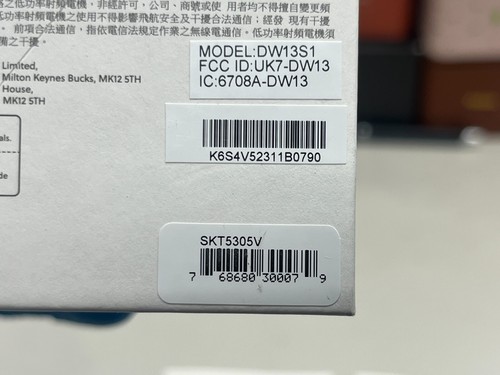 低功率射頻電機，非經許可，公司、商號或使 用者均不得擅自變更頻
電機之使用不得影響飛航安全及干擾合法通信；經發 現有干擾
前項合法通信，指依電信法規定作業之無線電通信。低功率射頻電機須
備之干擾。
Limited,
Milton Keynes Bucks, MK12 5TH
House,
MK12 5TH
als.
de
MODEL:DW13S1
FCC ID:UK7-DW13
IC:6708A-DW13
K6S4V52311B0790
SKT5305V
7 68680 30007 9